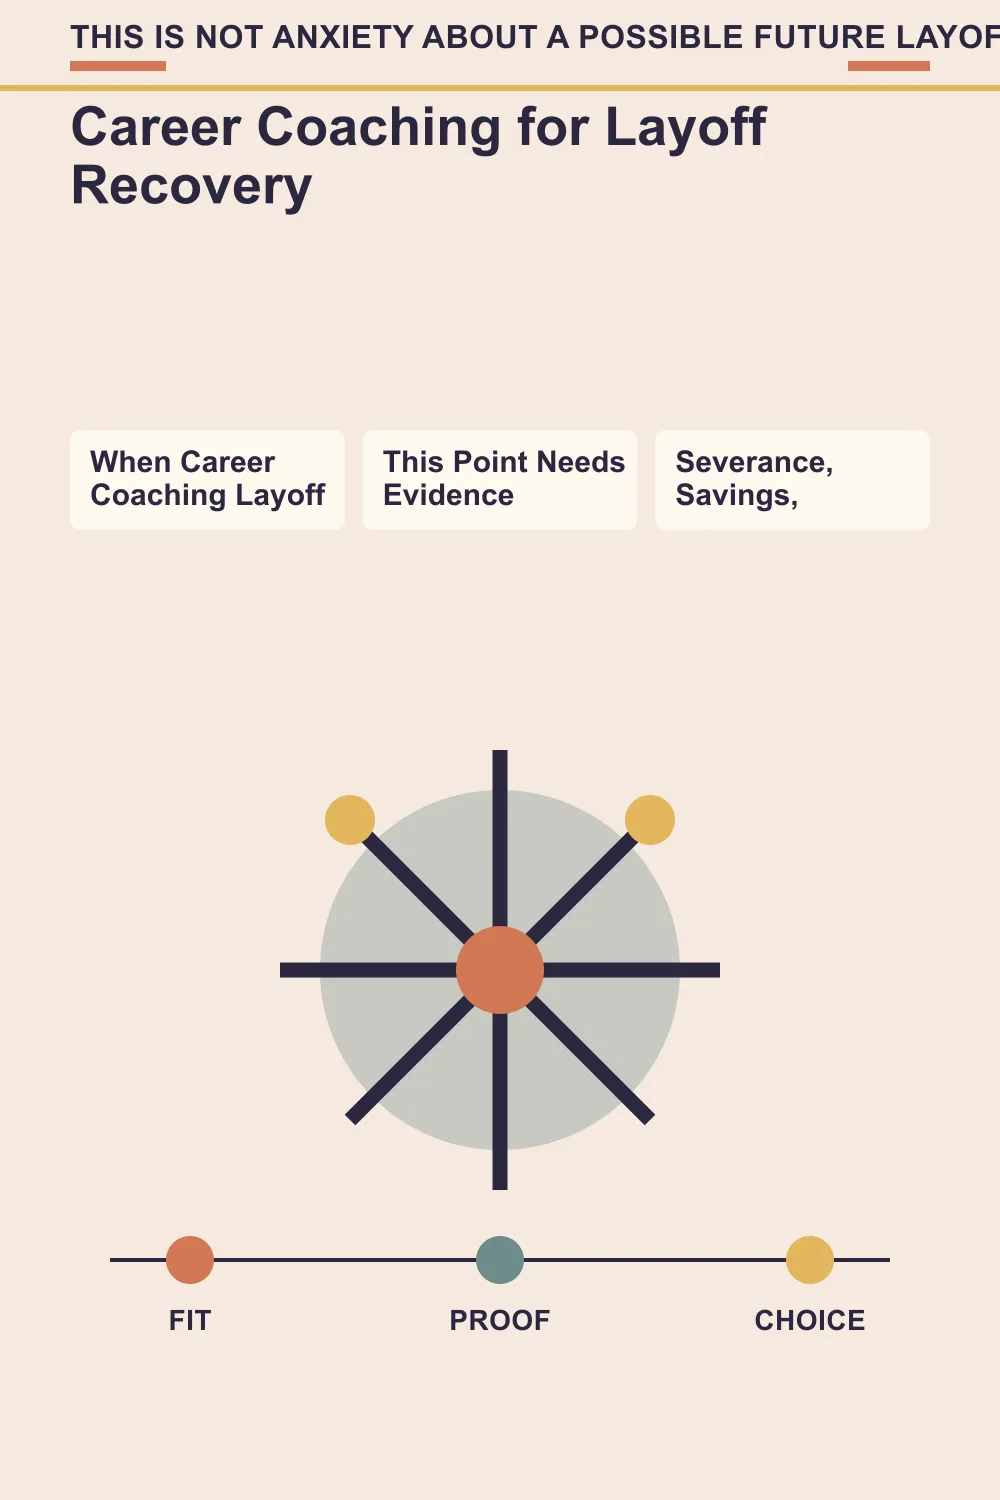 THIS IS NOT ANXIETY ABOUT A POSSIBLE FUTURE LAYOF
Career Coaching for Layoff
Recovery
When Career
Coaching Layoff
This Point Needs
Evidence
Severance,
Savings,
FIT
PROOF
CHOICE